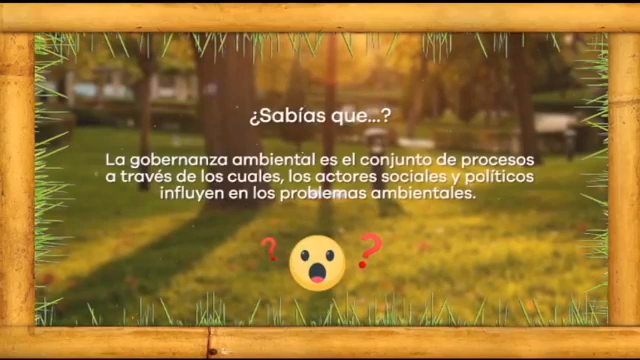 ¿Sabías que...?
La gobernanza ambiental es el conjunto de procesos
a través de los cuales, los actores sociales y políticos
influyen en los problemas ambientales.
? ?